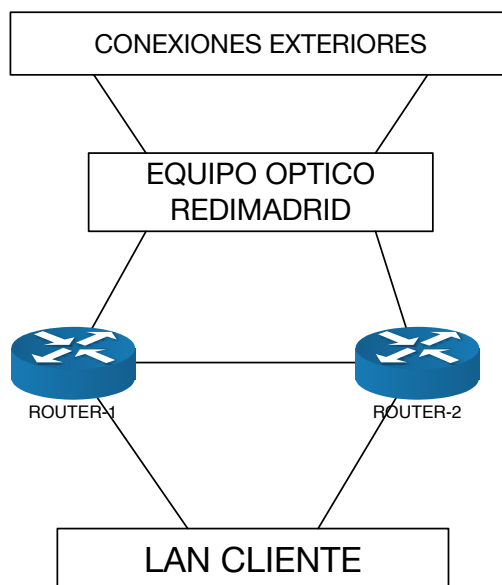 CONEXIONES EXTERIORES
EQUIPO OPTICO
REDIMADRID
ROUTER-1
ROUTER-2
LAN CLIENTE